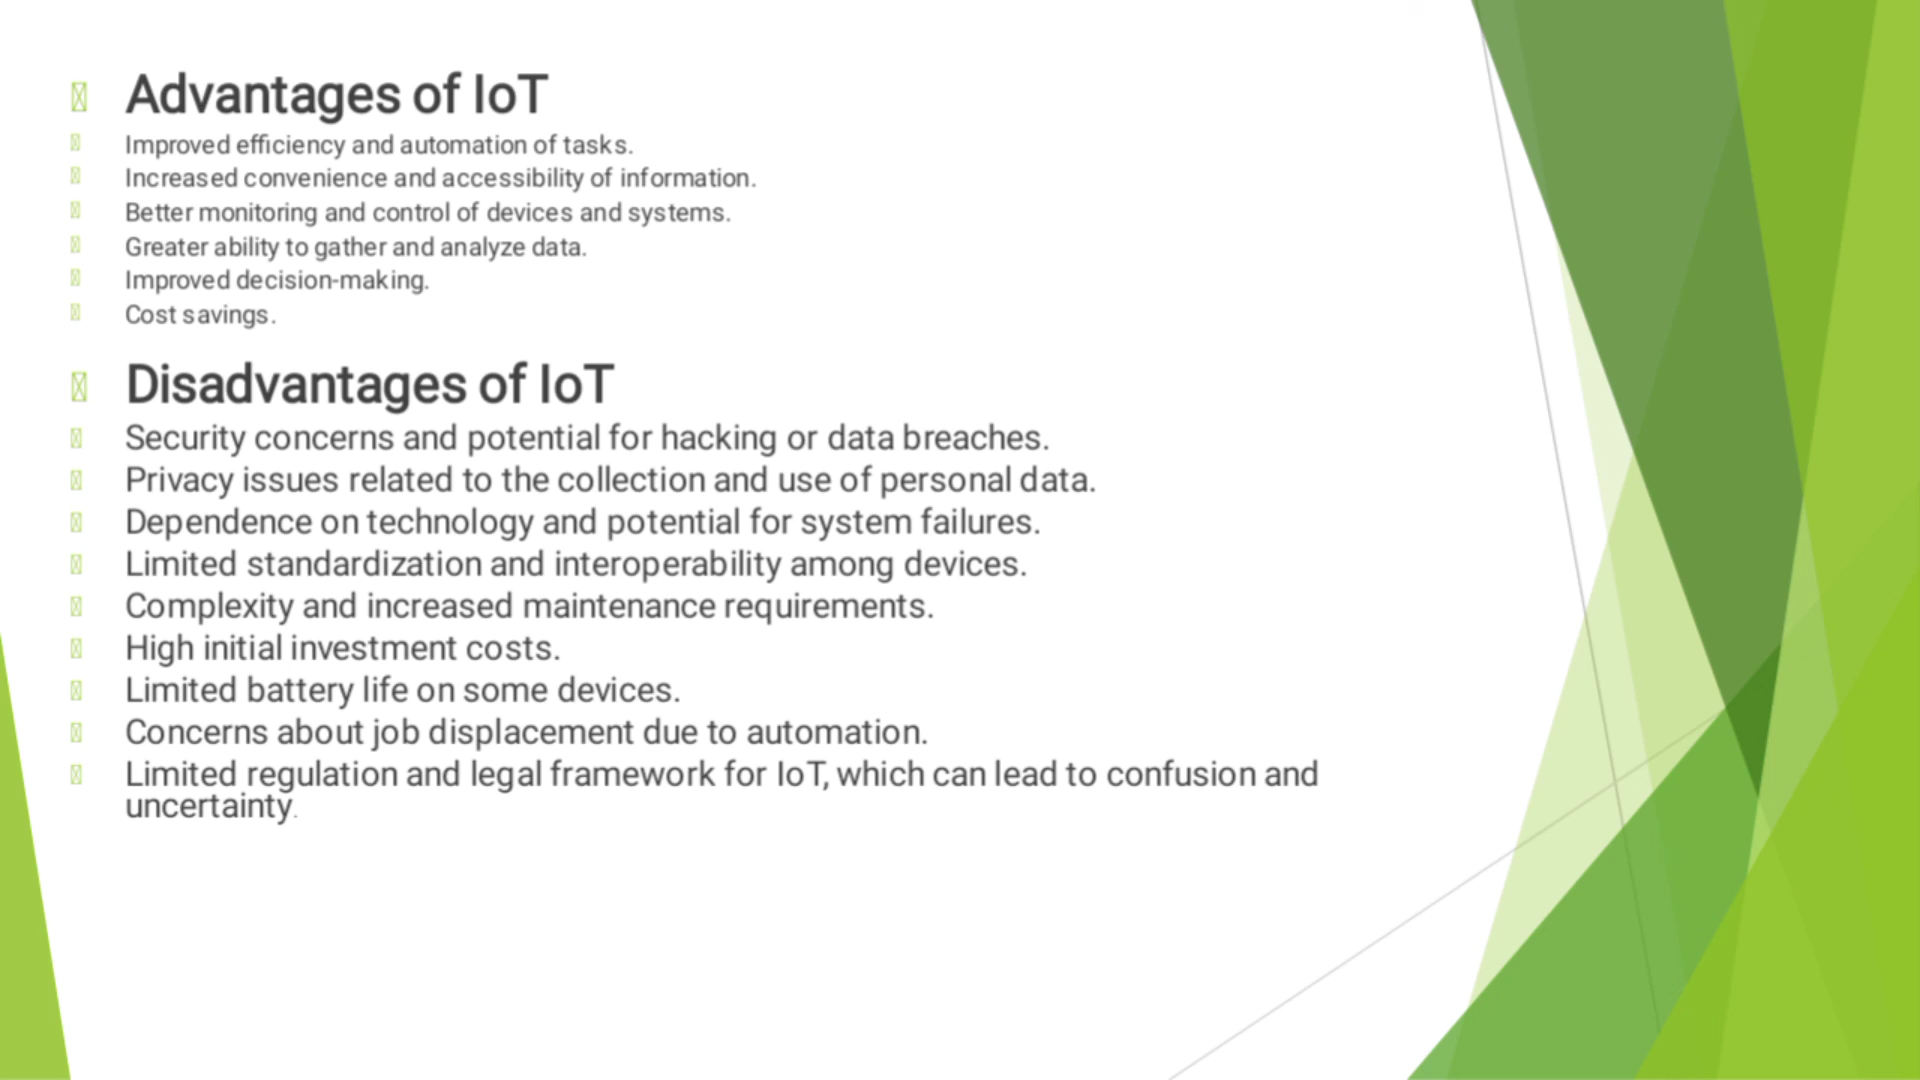 Advantages of IoT
Improved efficiency and automation of tasks.
Increased convenience and accessibility of information.
Better monitoring and control of devices and systems.
Greater ability to gather and analyze data.
Improved decision-making.
Cost savings.
Disadvantages of IoT
Security concerns and potential for hacking or data breaches.
Privacy issues related to the collection and use of personal data.
Dependence on technology and potential for system failures.
Limited standardization and interoperability among devices.
Complexity and increased maintenance requirements.
High initial investment costs.
Limited battery life on some devices.
Concerns about job displacement due to automation.
Limited regulation and legal framework for IoT, which can lead to confusion and
uncertainty.